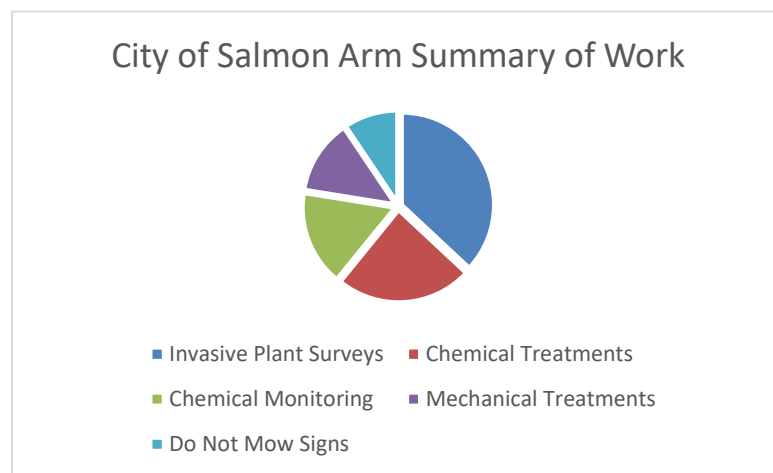 City of Salmon Arm Summary of Work
Invasive Plant Surveys
Chemical Treatments
Chemical Monitoring
Mechanical Treatments
Do Not Mow Signs